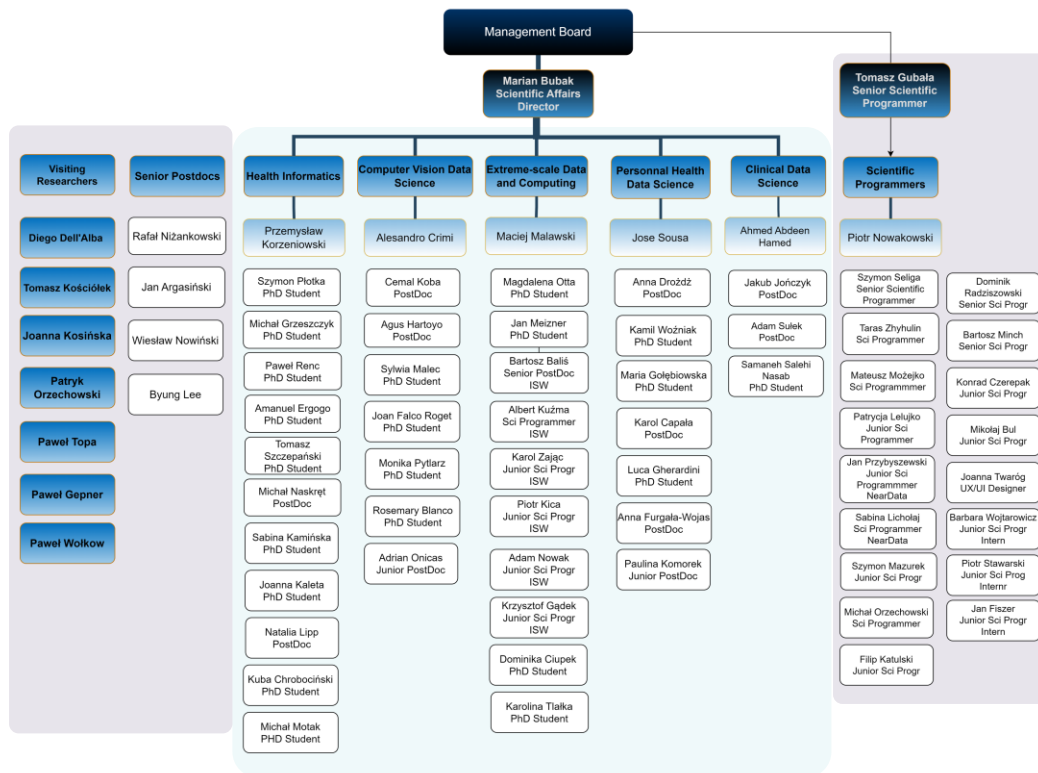 Management Board
Marian Bubak
Scientific Affairs
Director
Tomasz Gubała
Senior Scientific
Programmer
Visiting
Researchers
Diego Dell'Alba
Tomasz Kościółek
Joanna Kosińska
Patryk
Orzechowski
Paweł Topa
Paweł Gepner
Paweł Wołkow
Senior Postdocs
Rafał Niżankowski
Jan Argasiński
Wiesław Nowiński
Byung Lee
Health Informatics
Przemysław
Korzeniowski
Szymon Płotka
PhD Student
Michał Grzeszczyk
PhD Student
Paweł Renc
PhD Student
Amanuel Ergogo
PhD Student
Tomasz
Szczepański
PhD Student
Michał Naskręt
PostDoc
Sabina Kamińska
PhD Student
Joanna Kaleta
PhD Student
Natalia Lipp
PostDoc
Kuba Chrobociński
PhD Student
Michał Motak
PHD Student
Computer Vision Data
Science
Alesandro Crimi
Cemal Koba
PostDoc
Agus Hartoyo
PostDoc
Sylwia Malec
PhD Student
Joan Falco Roget
PhD Student
Monika Pytlarz
PhD Student
Rosemary Blanco
PhD Student
Adrian Onicas
Junior PostDoc
Extreme-scale Data
and Computing
Maciej Malawski
Magdalena Otta
PhD Student
Jan Meizner
PhD Student
Bartosz Baliś
Senior PostDoc
ISW
Albert Kuźma
Sci Programmer
ISW
Karol Zając
Junior Sci Progr
ISW
Piotr Kica
Junior Sci Progr
ISW
Adam Nowak
Junior Sci Progr
ISW
Krzysztof Gądek
Junior Sci Progr
ISW
Dominika Ciupek
PhD Student
Karolina Tlałka
PhD Student
Personnal Health
Data Science
Jose Sousa
Anna Drożdż
PostDoc
Kamil Woźniak
PhD Student
Maria Gołębiowska
PhD Student
Karol Capała
PostDoc
Luca Gherardini
PhD Student
Anna Furgała-Wojas
PostDoc
Paulina Komorek
Junior PostDoc
Clinical Data
Science
Ahmed Abdeen
Hamed
Jakub Jończyk
PostDoc
Adam Sułek
PostDoc
Samaneh Salehi
Nasab
PhD Student
Scientific
Programmers
Piotr Nowakowski
Szymon Seliga
Senior Scientific
Programmer
Taras Zhyhulin
Sci Programmer
Mateusz Możejko
Sci Programmmer
Patrycja Lelujko
Junior Sci
Programmer
Jan Przybyszewski
Junior Sci
Programmmer
NearData
Sabina Lichołaj
Sci Programmer
NearData
Szymon Mazurek
Junior Sci Progr
Michał Orzechowski
Sci Programmer
Filip Katulski
Junior Sci Progr
Dominik
Radziszowski
Senior Sci Progr
Bartosz Minch
Senior Sci Progr
Konrad Czerepak
Junior Sci Progr
Mikołaj Bul
Junior Sci Progr
Joanna Twaróg
UX/UI Designer
Barbara Wojtarowicz
Junior Sci Progr
Intern
Piotr Stawarski
Junior Sci Prog
Internr
Jan Fiszer
Junior Sci Progr
Intern